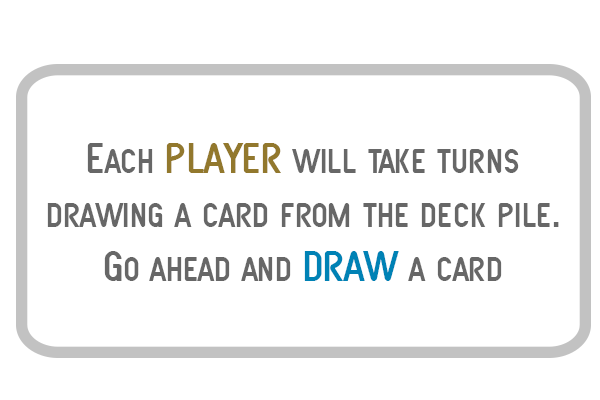 Each PLAYER will take turns
drawing a card from the deck pile.
Go ahead and DRAW a card